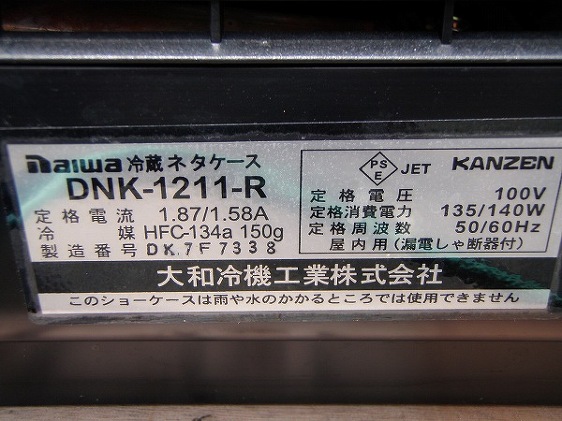 Daiwa 冷蔵ネタケース
DNK-1211-R
定格電流 1.87/1.58A
冷媒 HFC-134a 150g
製造番号 DK.7F7338
PS
E
JET KANZEN
定格電圧 100V
定格消費電力 135/140W
定格周波数 50/60Hz
屋内用(漏電しゃ断器付)
大和冷機工業株式会社
このショーケースは雨や水のかかるところでは使用できません